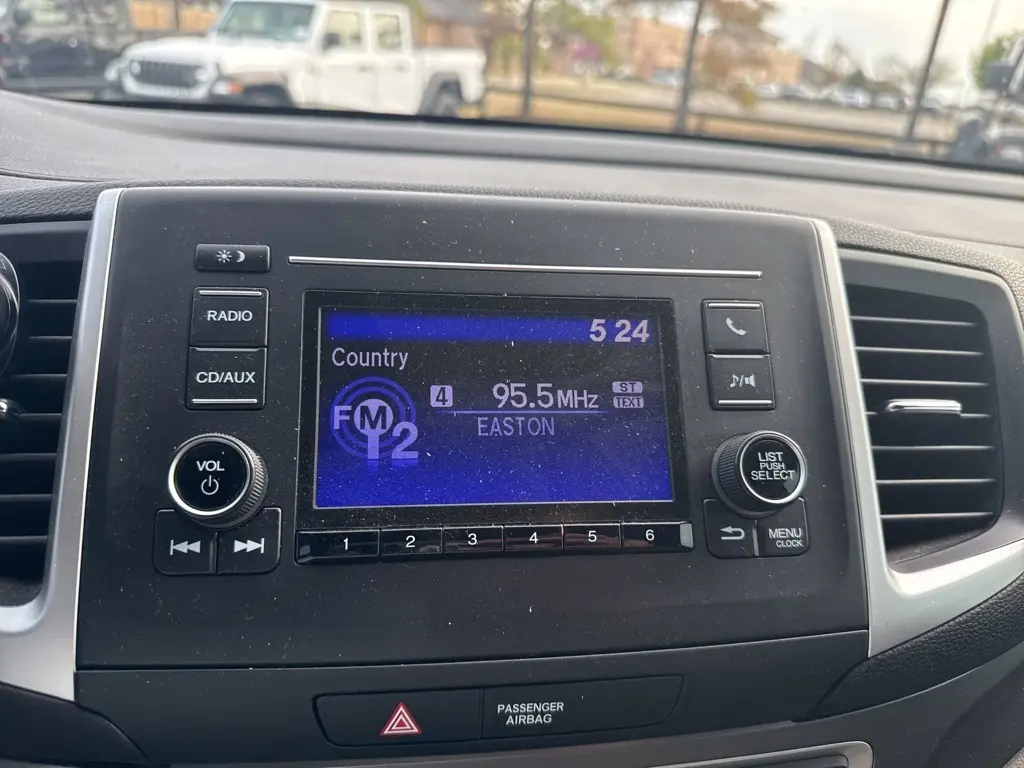 5 24
RADIO
Country
CD/AUX
4 95.5MHz ST
TEXT
FM 2
EASTON
VOL
LIST
PUSH
SELECT
1 2 3 4 5 6
MENU
CLOCK
PASSENGER
AIRBAG